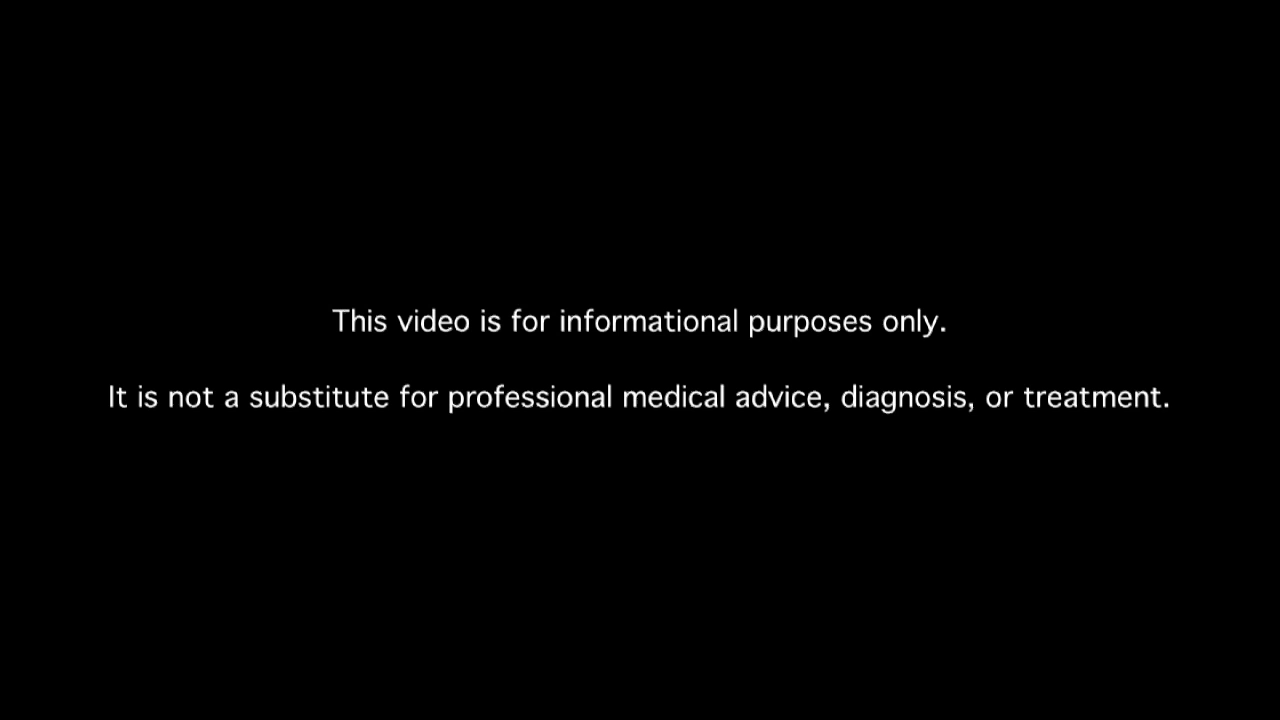 This video is for informational purposes only.
It is not a substitute for professional medical advice, diagnosis, or treatment.